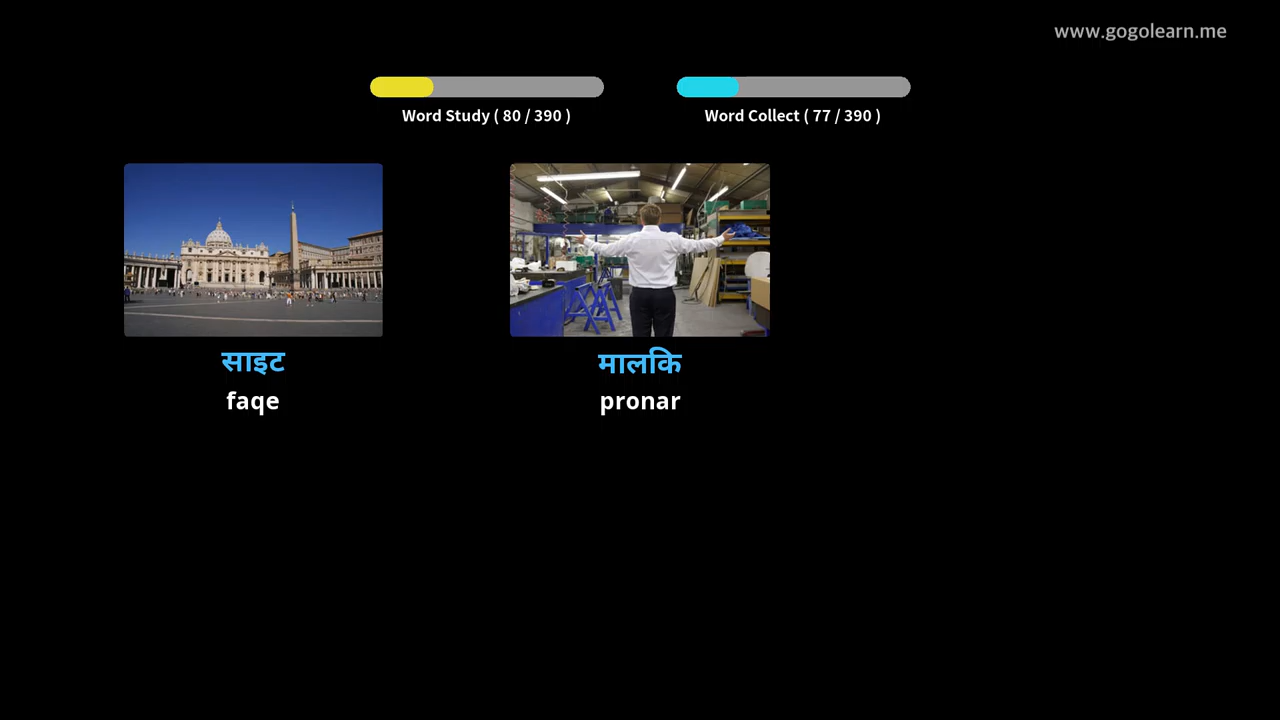 www.gogolearn.me
Word Study ( 80 / 390 )
Word Collect ( 77 / 390 )
साइट
faqe
मालकि
pronar